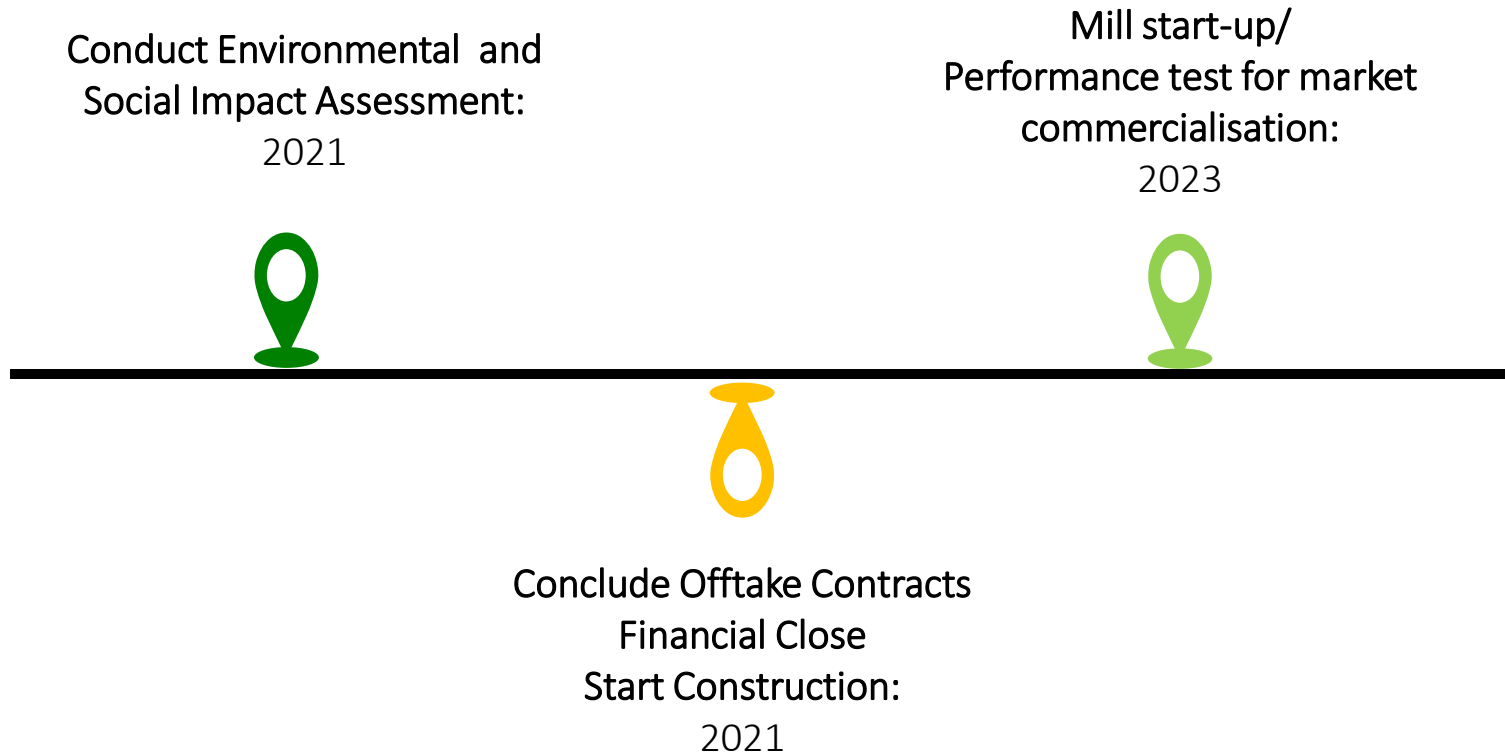 Conduct Environmental and
Social Impact Assessment:
2021
Mill start-up/
Performance test for market
commercialisation:
2023
Conclude Offtake Contracts
Financial Close
Start Construction:
2021